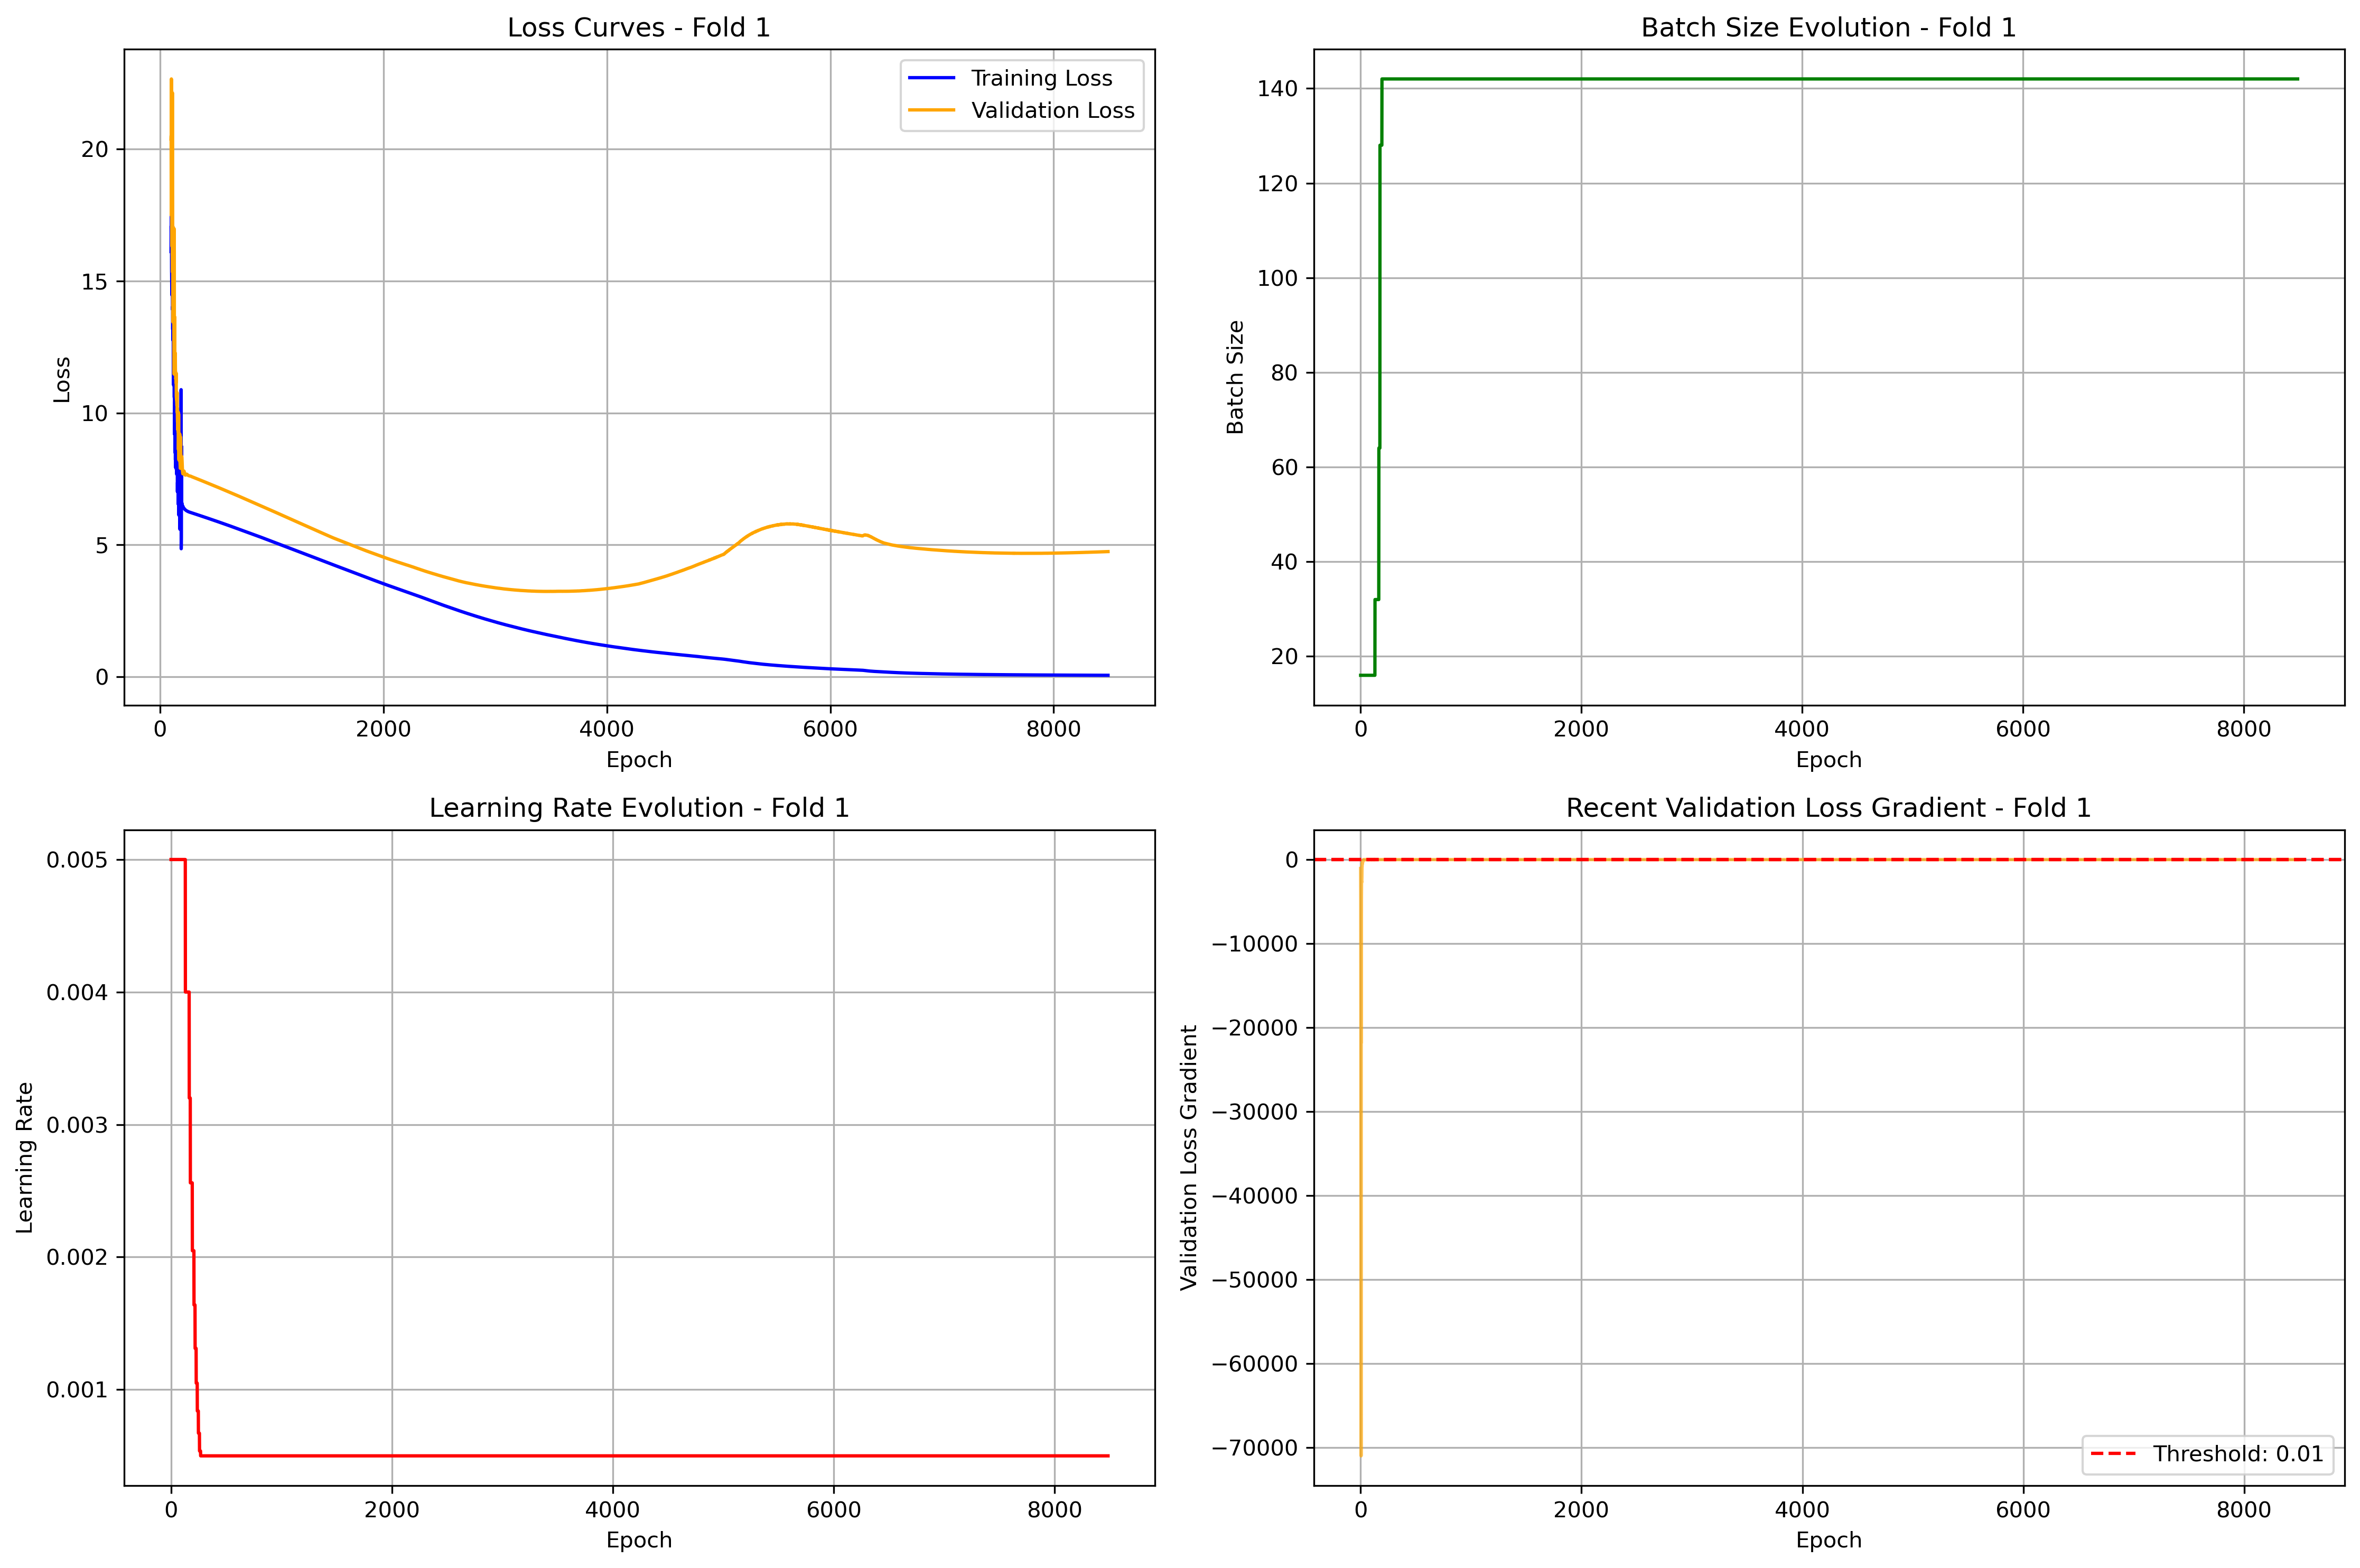 Loss Curves - Fold 1
Training Loss
Validation Loss
20
15
10
5
0
Loss
0 2000 4000 6000 8000
Epoch
Batch Size Evolution - Fold 1
140
120
100
80
60
40
20
Batch Size
0 2000 4000 6000 8000
Epoch
Learning Rate Evolution - Fold 1
0.005
0.004
0.003
0.002
0.001
Learning Rate
0 2000 4000 6000 8000
Epoch
Recent Validation Loss Gradient - Fold 1
0
−10000
−20000
−30000
−40000
−50000
−60000
−70000
Validation Loss Gradient
Threshold: 0.01
0 2000 4000 6000 8000
Epoch